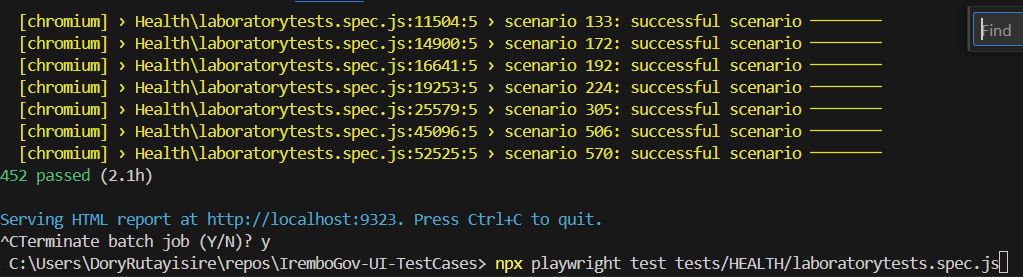 [chromium] › Health\laboratorytests.spec.js:11504:5 › scenario 133: successful scenario ────────
[chromium] › Health\laboratorytests.spec.js:14900:5 › scenario 172: successful scenario ────────
[chromium] › Health\laboratorytests.spec.js:16641:5 › scenario 192: successful scenario ────────
[chromium] › Health\laboratorytests.spec.js:19253:5 › scenario 224: successful scenario ────────
[chromium] › Health\laboratorytests.spec.js:25579:5 › scenario 305: successful scenario ────────
[chromium] › Health\laboratorytests.spec.js:45096:5 › scenario 506: successful scenario ────────
[chromium] › Health\laboratorytests.spec.js:52525:5 › scenario 570: successful scenario ────────
452 passed (2.1h)
Serving HTML report at http://localhost:9323. Press Ctrl+C to quit.
^CTerminate batch job (Y/N)? y
C:\Users\DoryRutayisire\repos\IremboGov-UI-TestCases> npx playwright test tests/HEALTH/laboratorytests.spec.js
Find